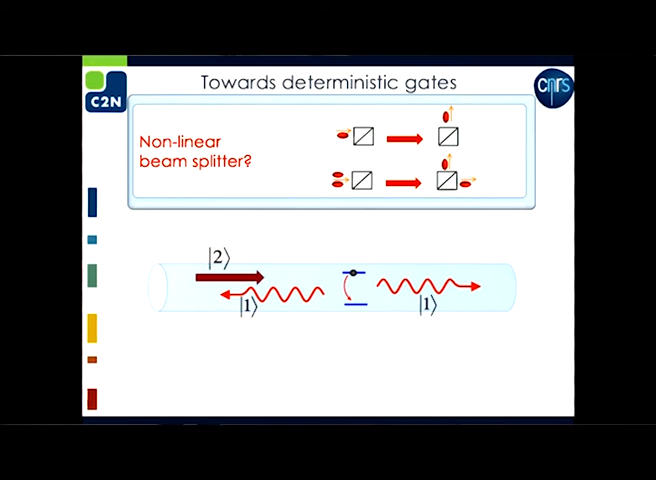 Towards deterministic gates
C2N
cnrs
Non-linear
beam splitter?
|2⟩
|1⟩
|1⟩